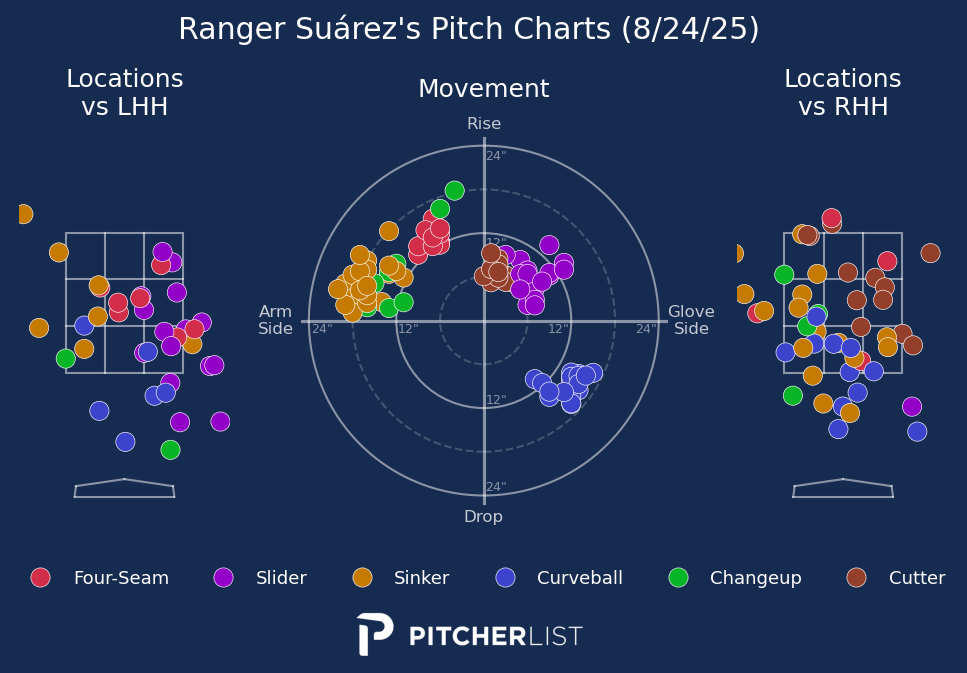 Ranger Suárez's Pitch Charts (8/24/25)
Locations
vs LHH
Movement
Locations
vs RHH
Rise
24"
12"
Arm
Side
24"
12"
12"
24"
Glove
Side
12"
24"
Drop
Four-Seam
Slider
Sinker
Curveball
Changeup
Cutter
PITCHERLIST